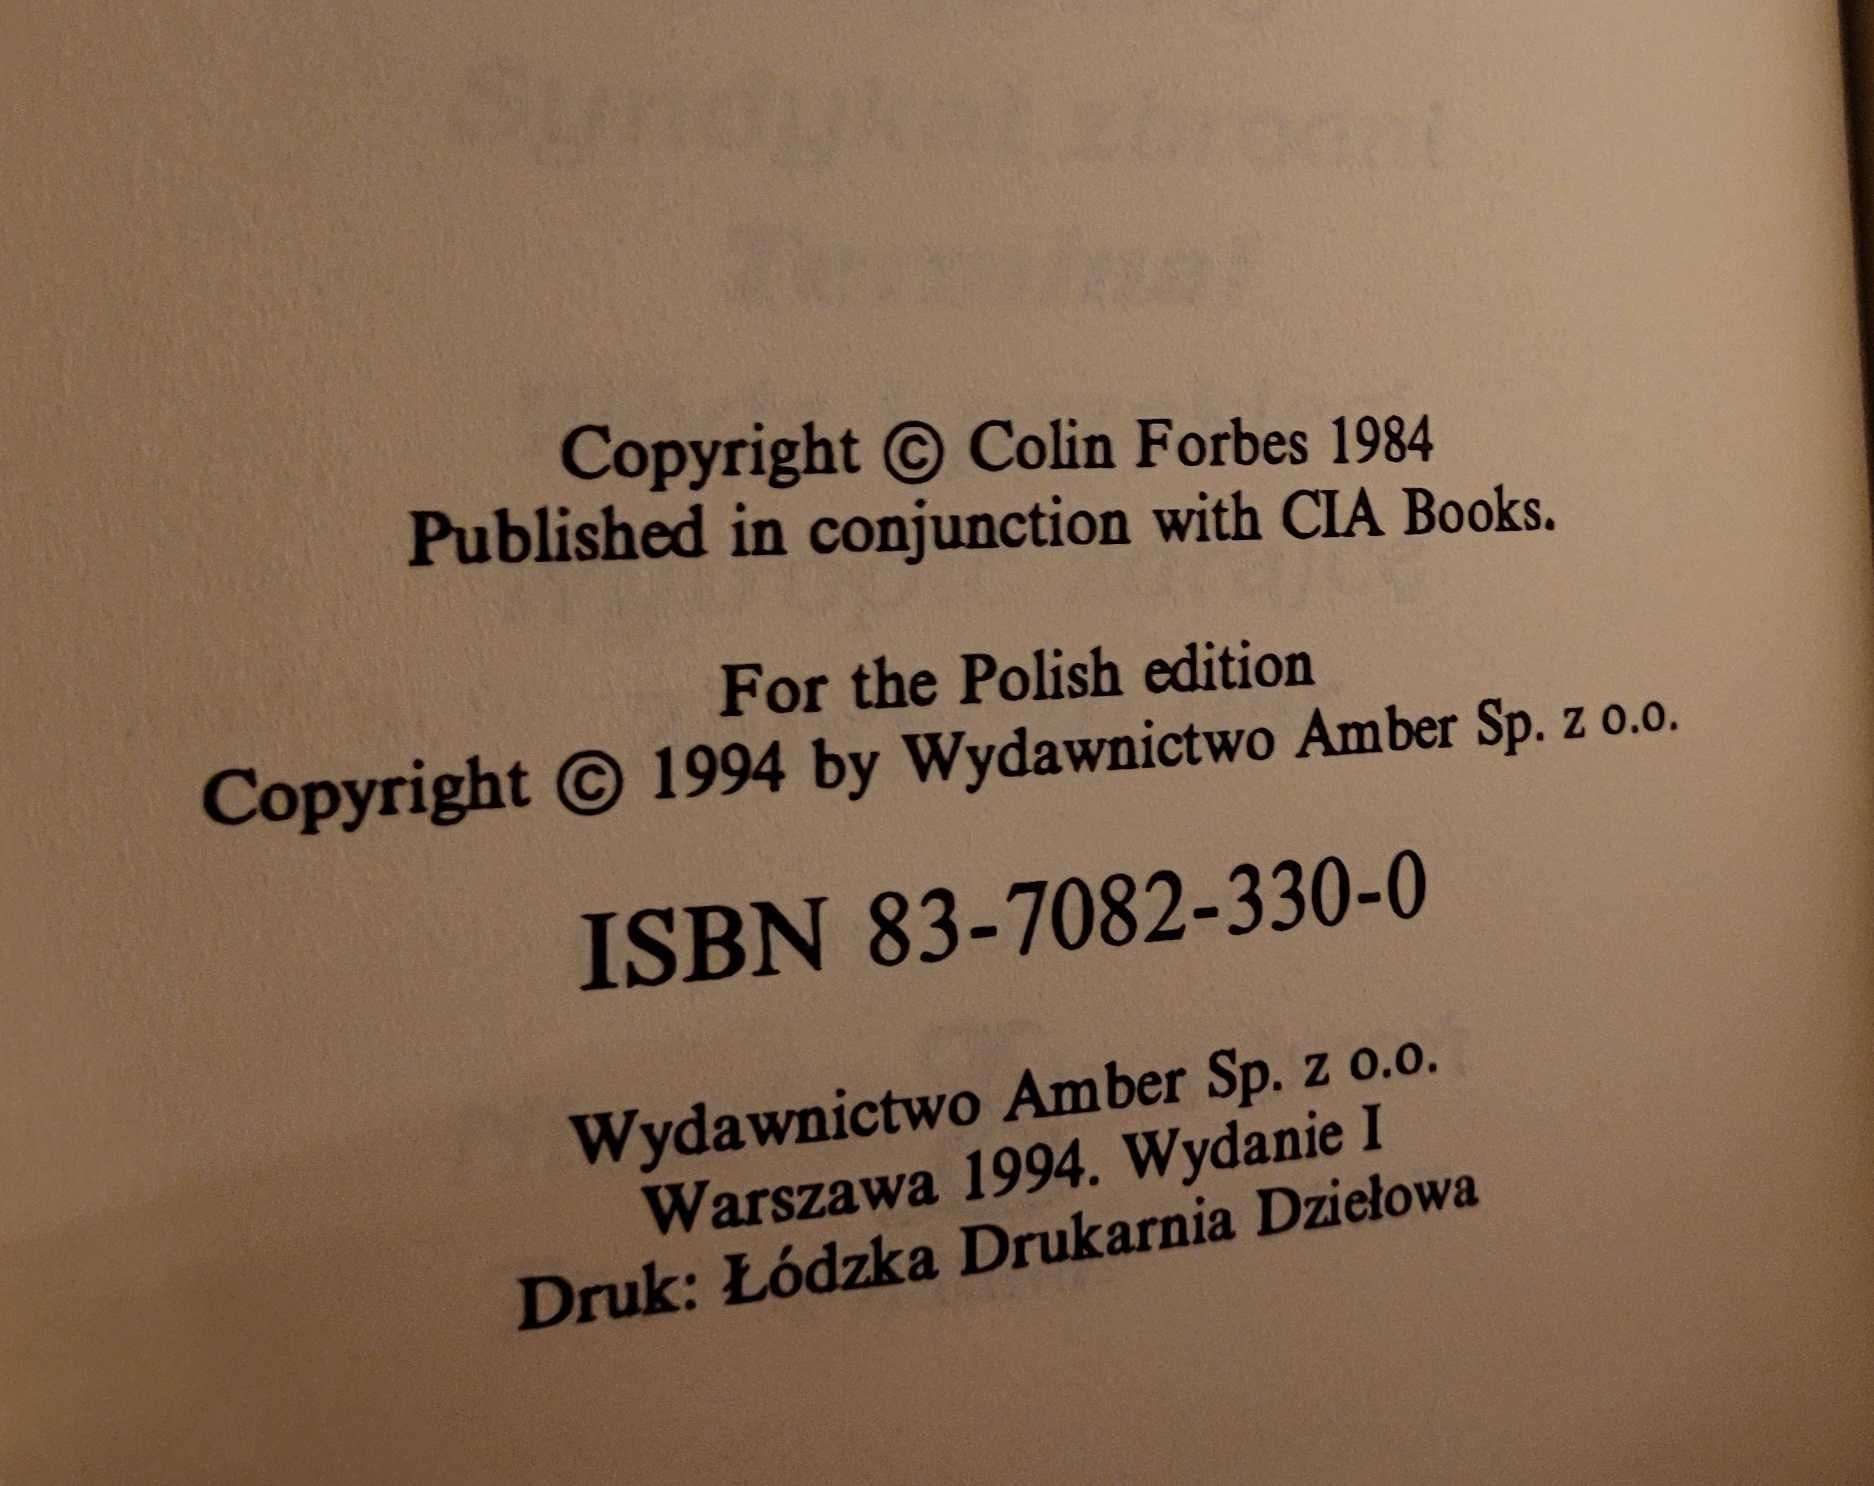 Copyright © Colin Forbes 1984
Published in conjunction with CIA Books.
For the Polish edition
Copyright © 1994 by Wydawnictwo Amber Sp. z o.o.
ISBN 83-7082-330-0
Wydawnictwo Amber Sp. z o.o.
Warszawa 1994. Wydanie I
Druk: Łódzka Drukarnia Dziełowa